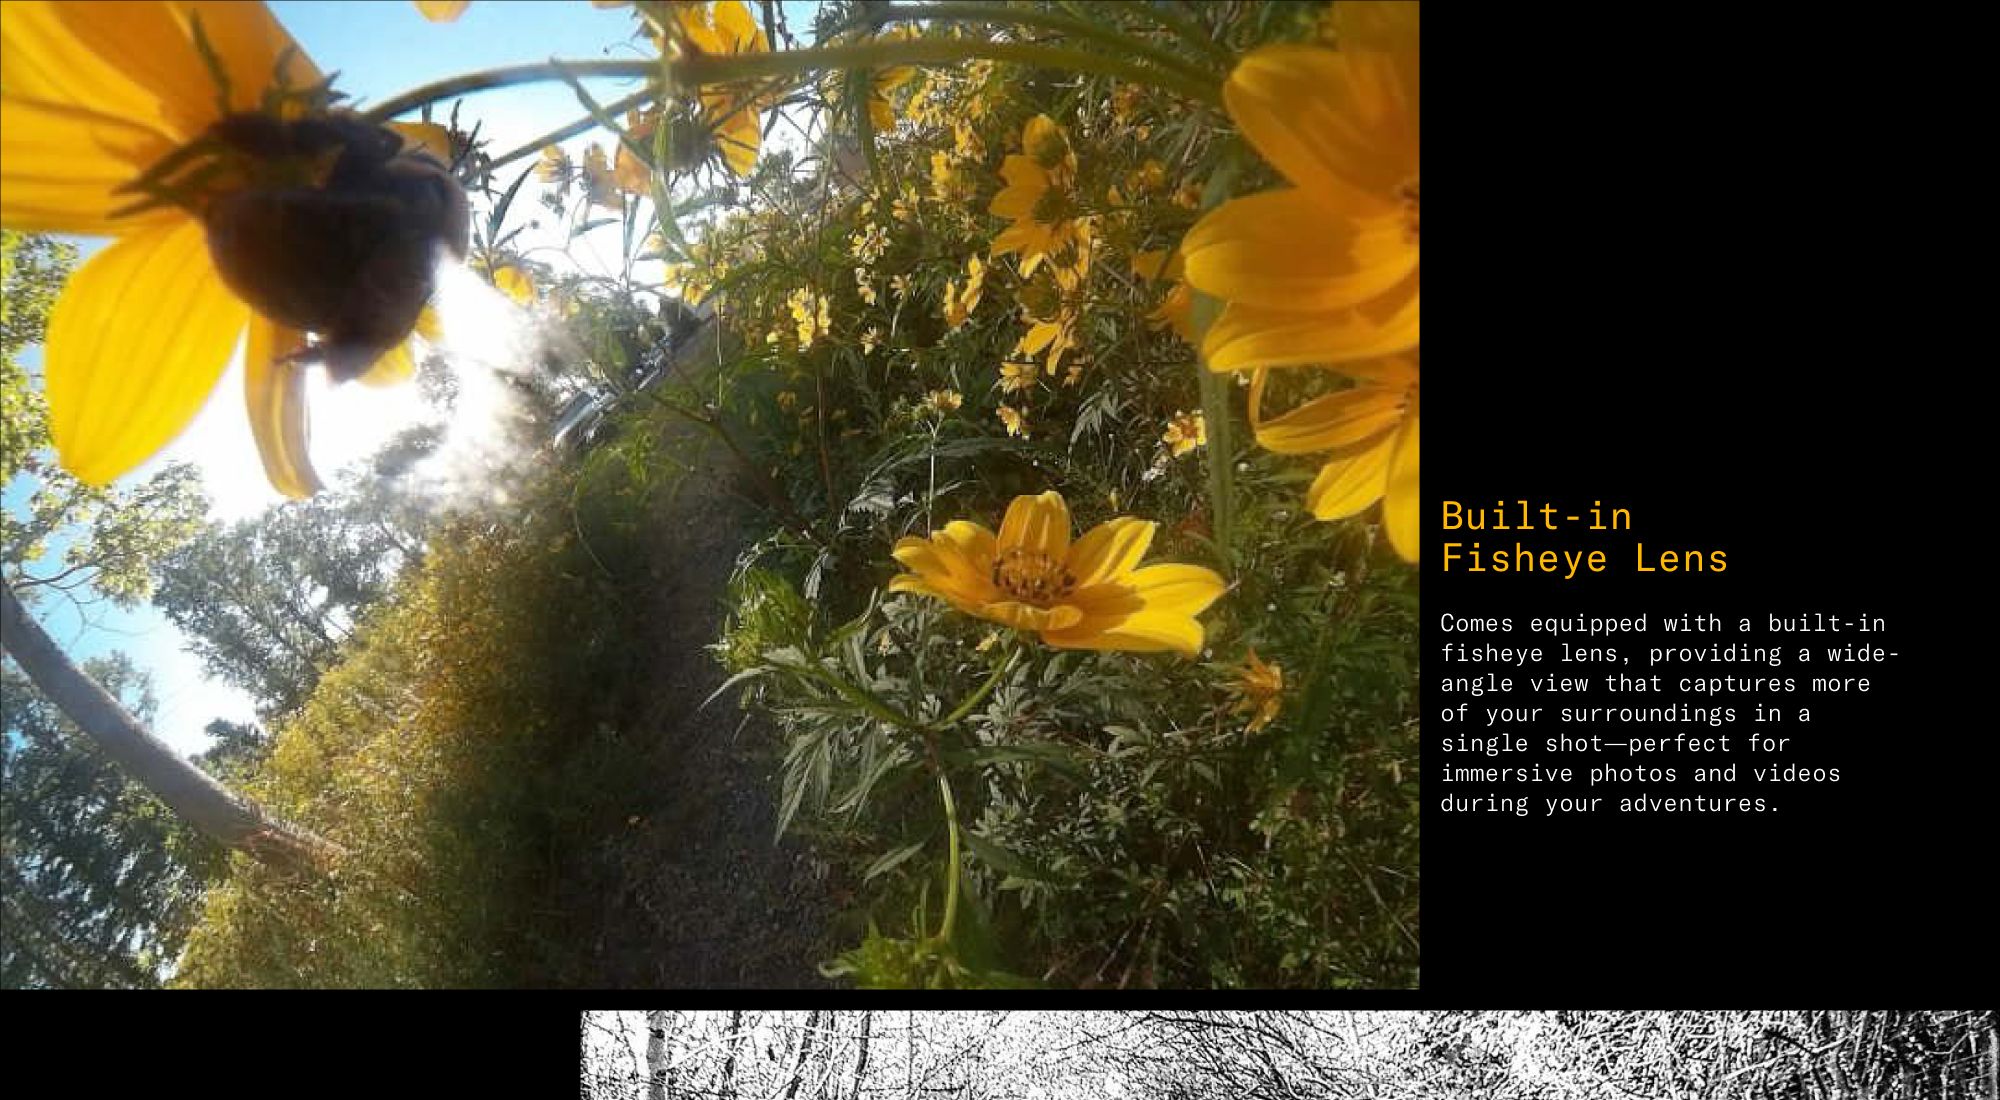 Built-in
Fisheye Lens
Comes equipped with a built-in
fisheye lens, providing a wide-
angle view that captures more
of your surroundings in a
single shot—perfect for
immersive photos and videos
during your adventures.